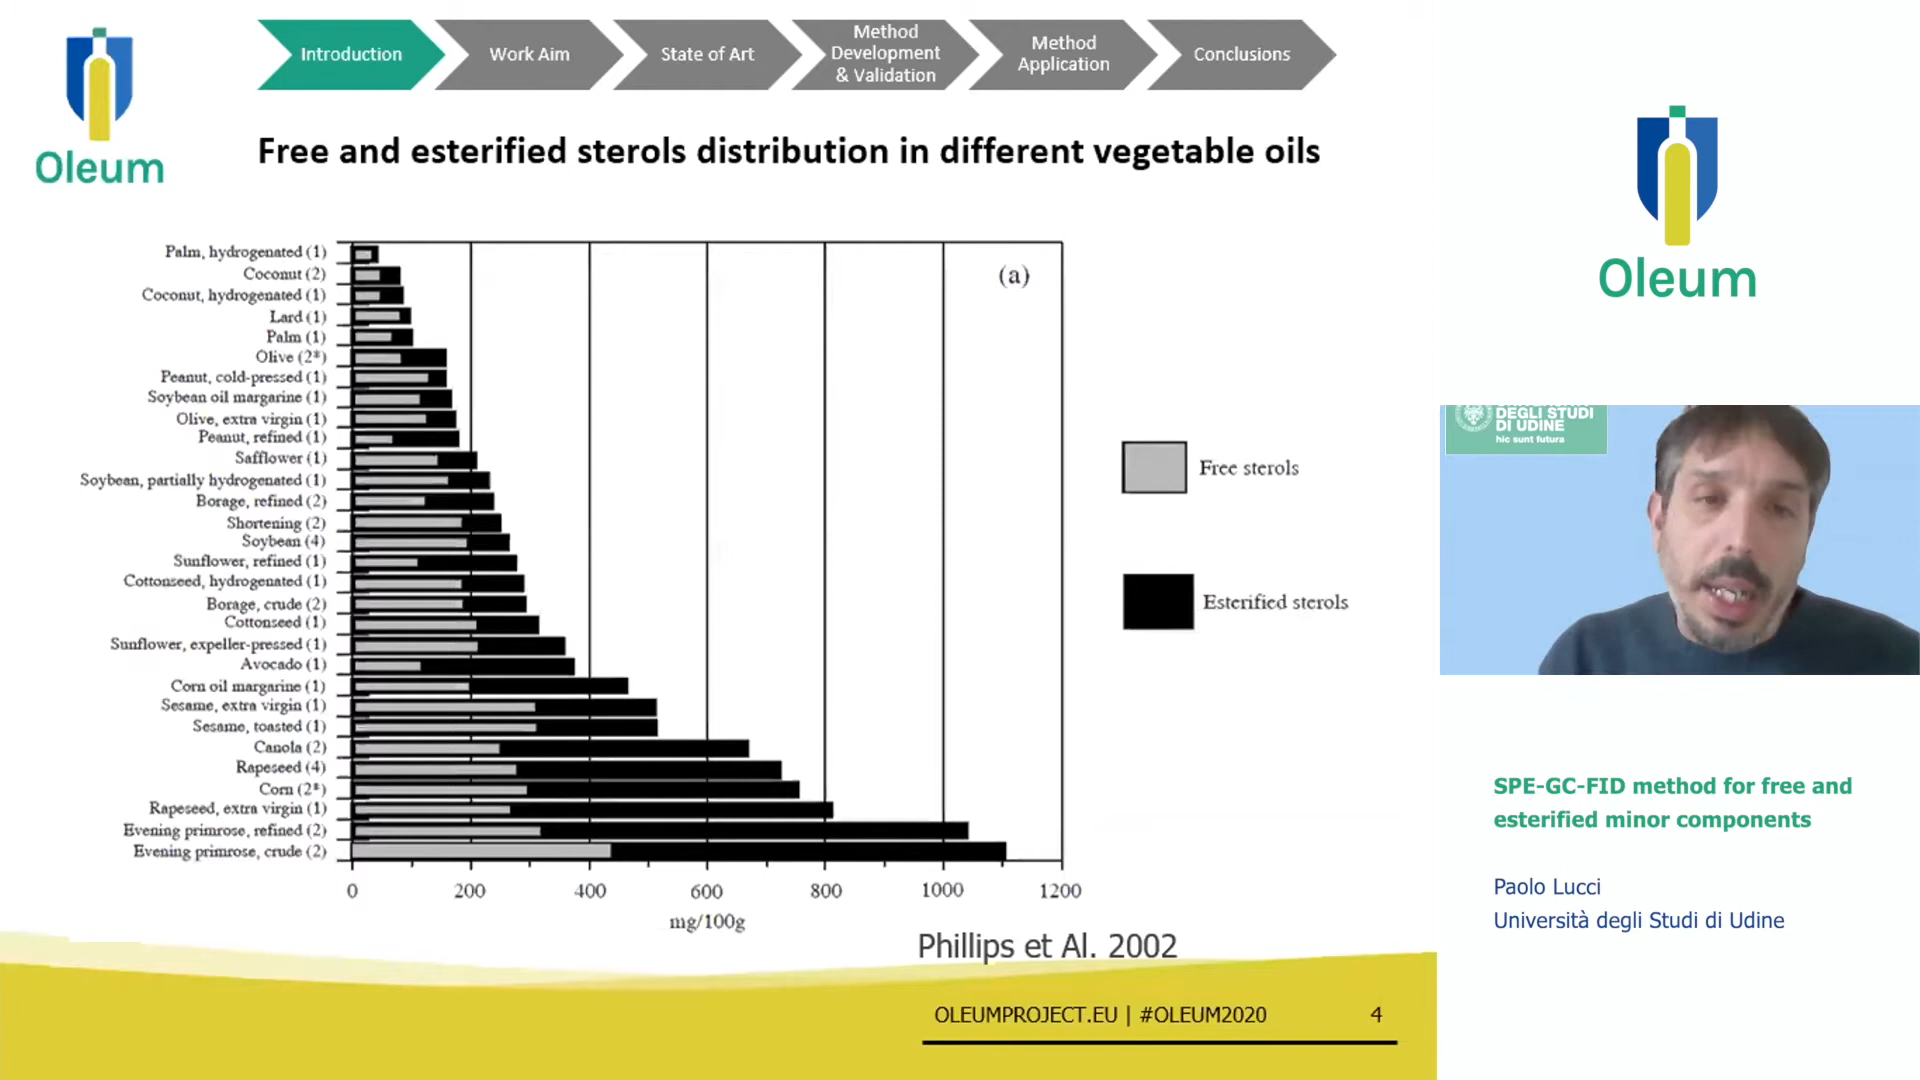 Introduction
Work Aim
State of Art
Method
Development
& Validation
Method
Application
Conclusions
Oleum
Free and esterified sterols distribution in different vegetable oils
Palm, hydrogenated (1)
Coconut (2)
Coconut, hydrogenated (1)
Lard (1)
Palm (1)
Olive (2*)
Peanut, cold-pressed (1)
Soybean oil margarine (1)
Olive, extra virgin (1)
Peanut, refined (1)
Safflower (1)
Soybean, partially hydrogenated (1)
Borage, refined (2)
Shortening (2)
Soybean (4)
Sunflower, refined (1)
Cottonseed, hydrogenated (1)
Borage, crude (2)
Cottonseed (1)
Sunflower, expeller-pressed (1)
Avocado (1)
Corn oil margarine (1)
Sesame, extra virgin (1)
Sesame, toasted (1)
Canola (2)
Rapeseed (4)
Corn (2*)
Rapeseed, extra virgin (1)
Evening primrose, refined (2)
Evening primrose, crude (2)
(a)
0 200 400 600 800 1000 1200
mg/100g
Free sterols
Esterified sterols
Phillips et Al. 2002
OLEUMPROJECT.EU | #OLEUM2020 4
Oleum
DEGLI STUDI
DI UDINE
hic sunt futura
SPE-GC-FID method for free and
esterified minor components
Paolo Lucci
Università degli Studi di Udine